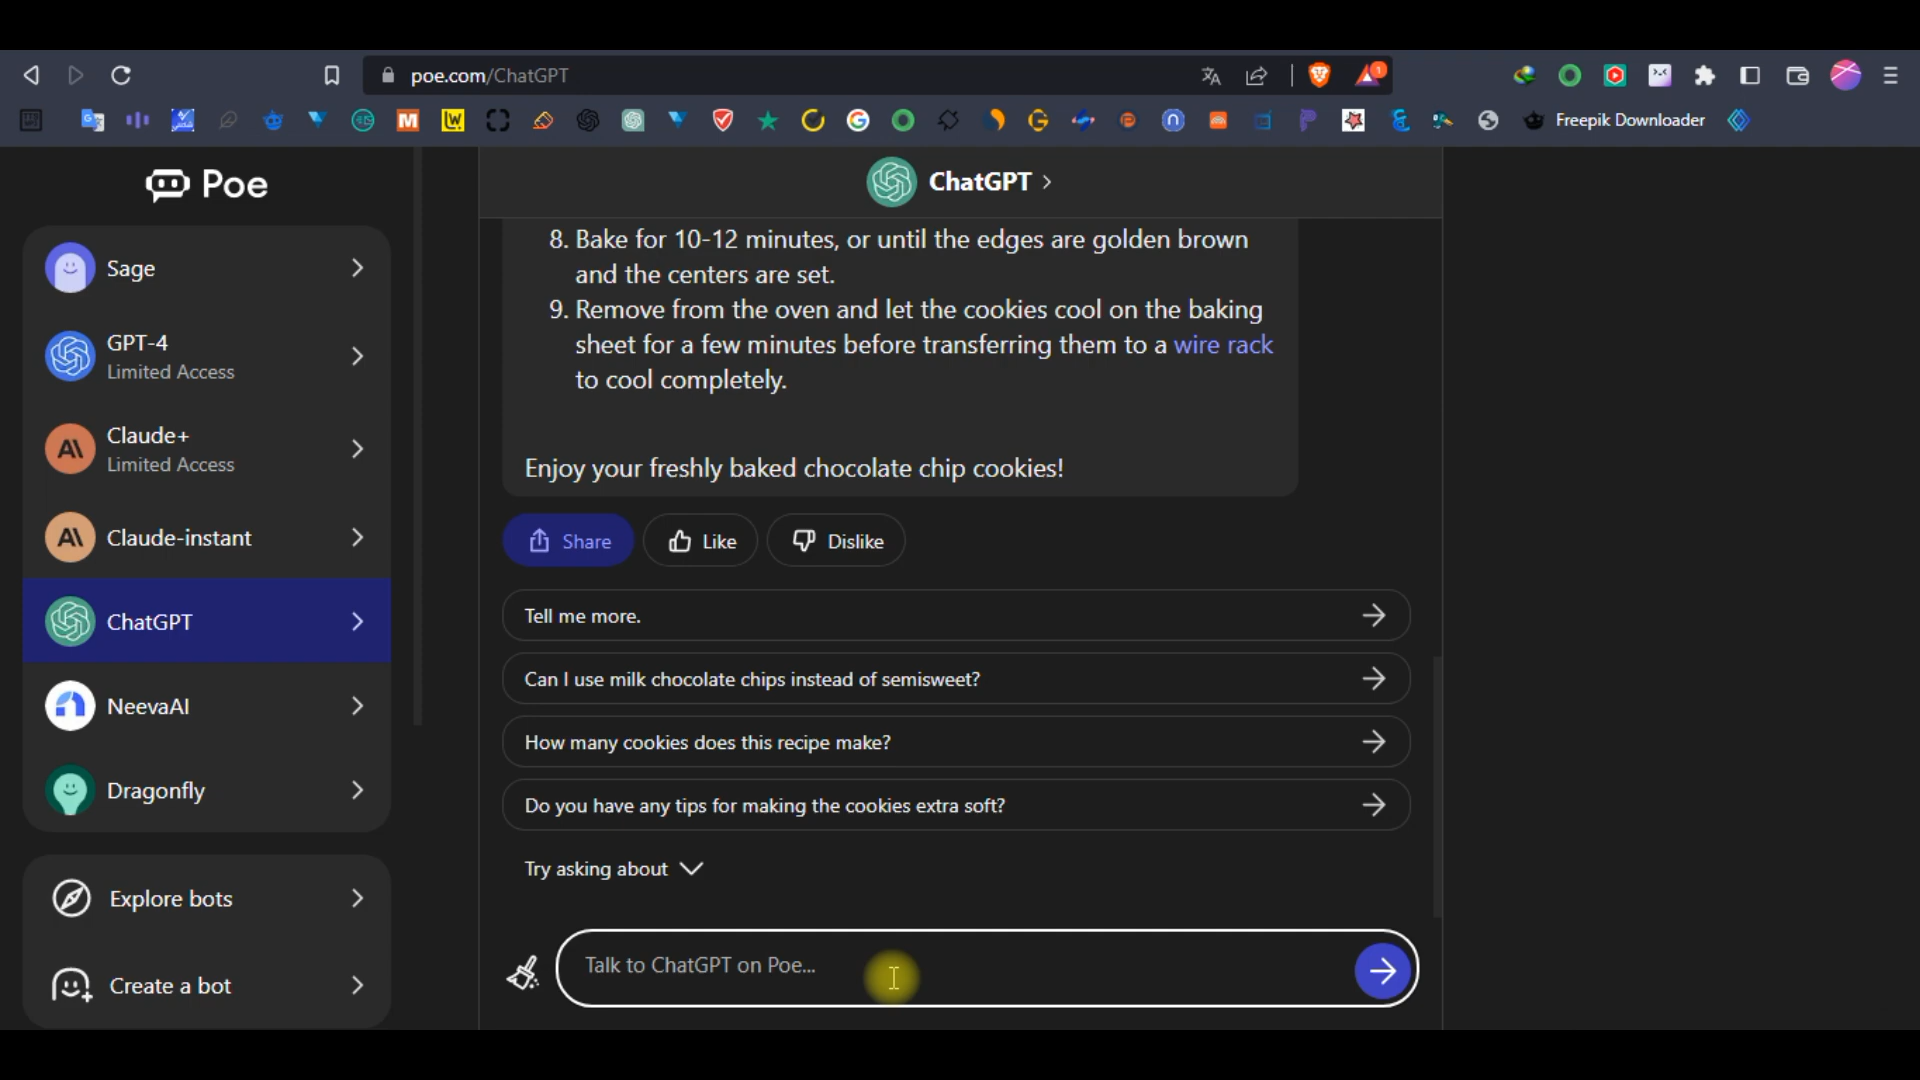 poe.com/ChatGPT
1
Freepik Downloader
Poe
ChatGPT
Sage
GPT-4
Limited Access
Claude+
Limited Access
Claude-instant
ChatGPT
NeevaAI
Dragonfly
Explore bots
Create a bot
8. Bake for 10-12 minutes, or until the edges are golden brown
and the centers are set.
9. Remove from the oven and let the cookies cool on the baking
sheet for a few minutes before transferring them to a wire rack
to cool completely.
Enjoy your freshly baked chocolate chip cookies!
Share Like Dislike
Tell me more.
Can I use milk chocolate chips instead of semisweet?
How many cookies does this recipe make?
Do you have any tips for making the cookies extra soft?
Try asking about
Talk to ChatGPT on Poe...